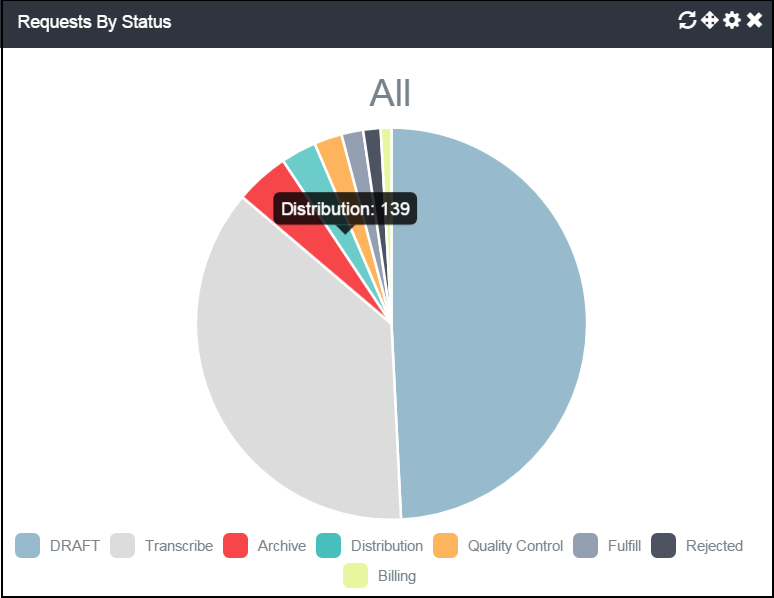 Requests By Status
All
Distribution: 139
DRAFT Transcribe Archive Distribution Quality Control Fulfill Rejected
Billing